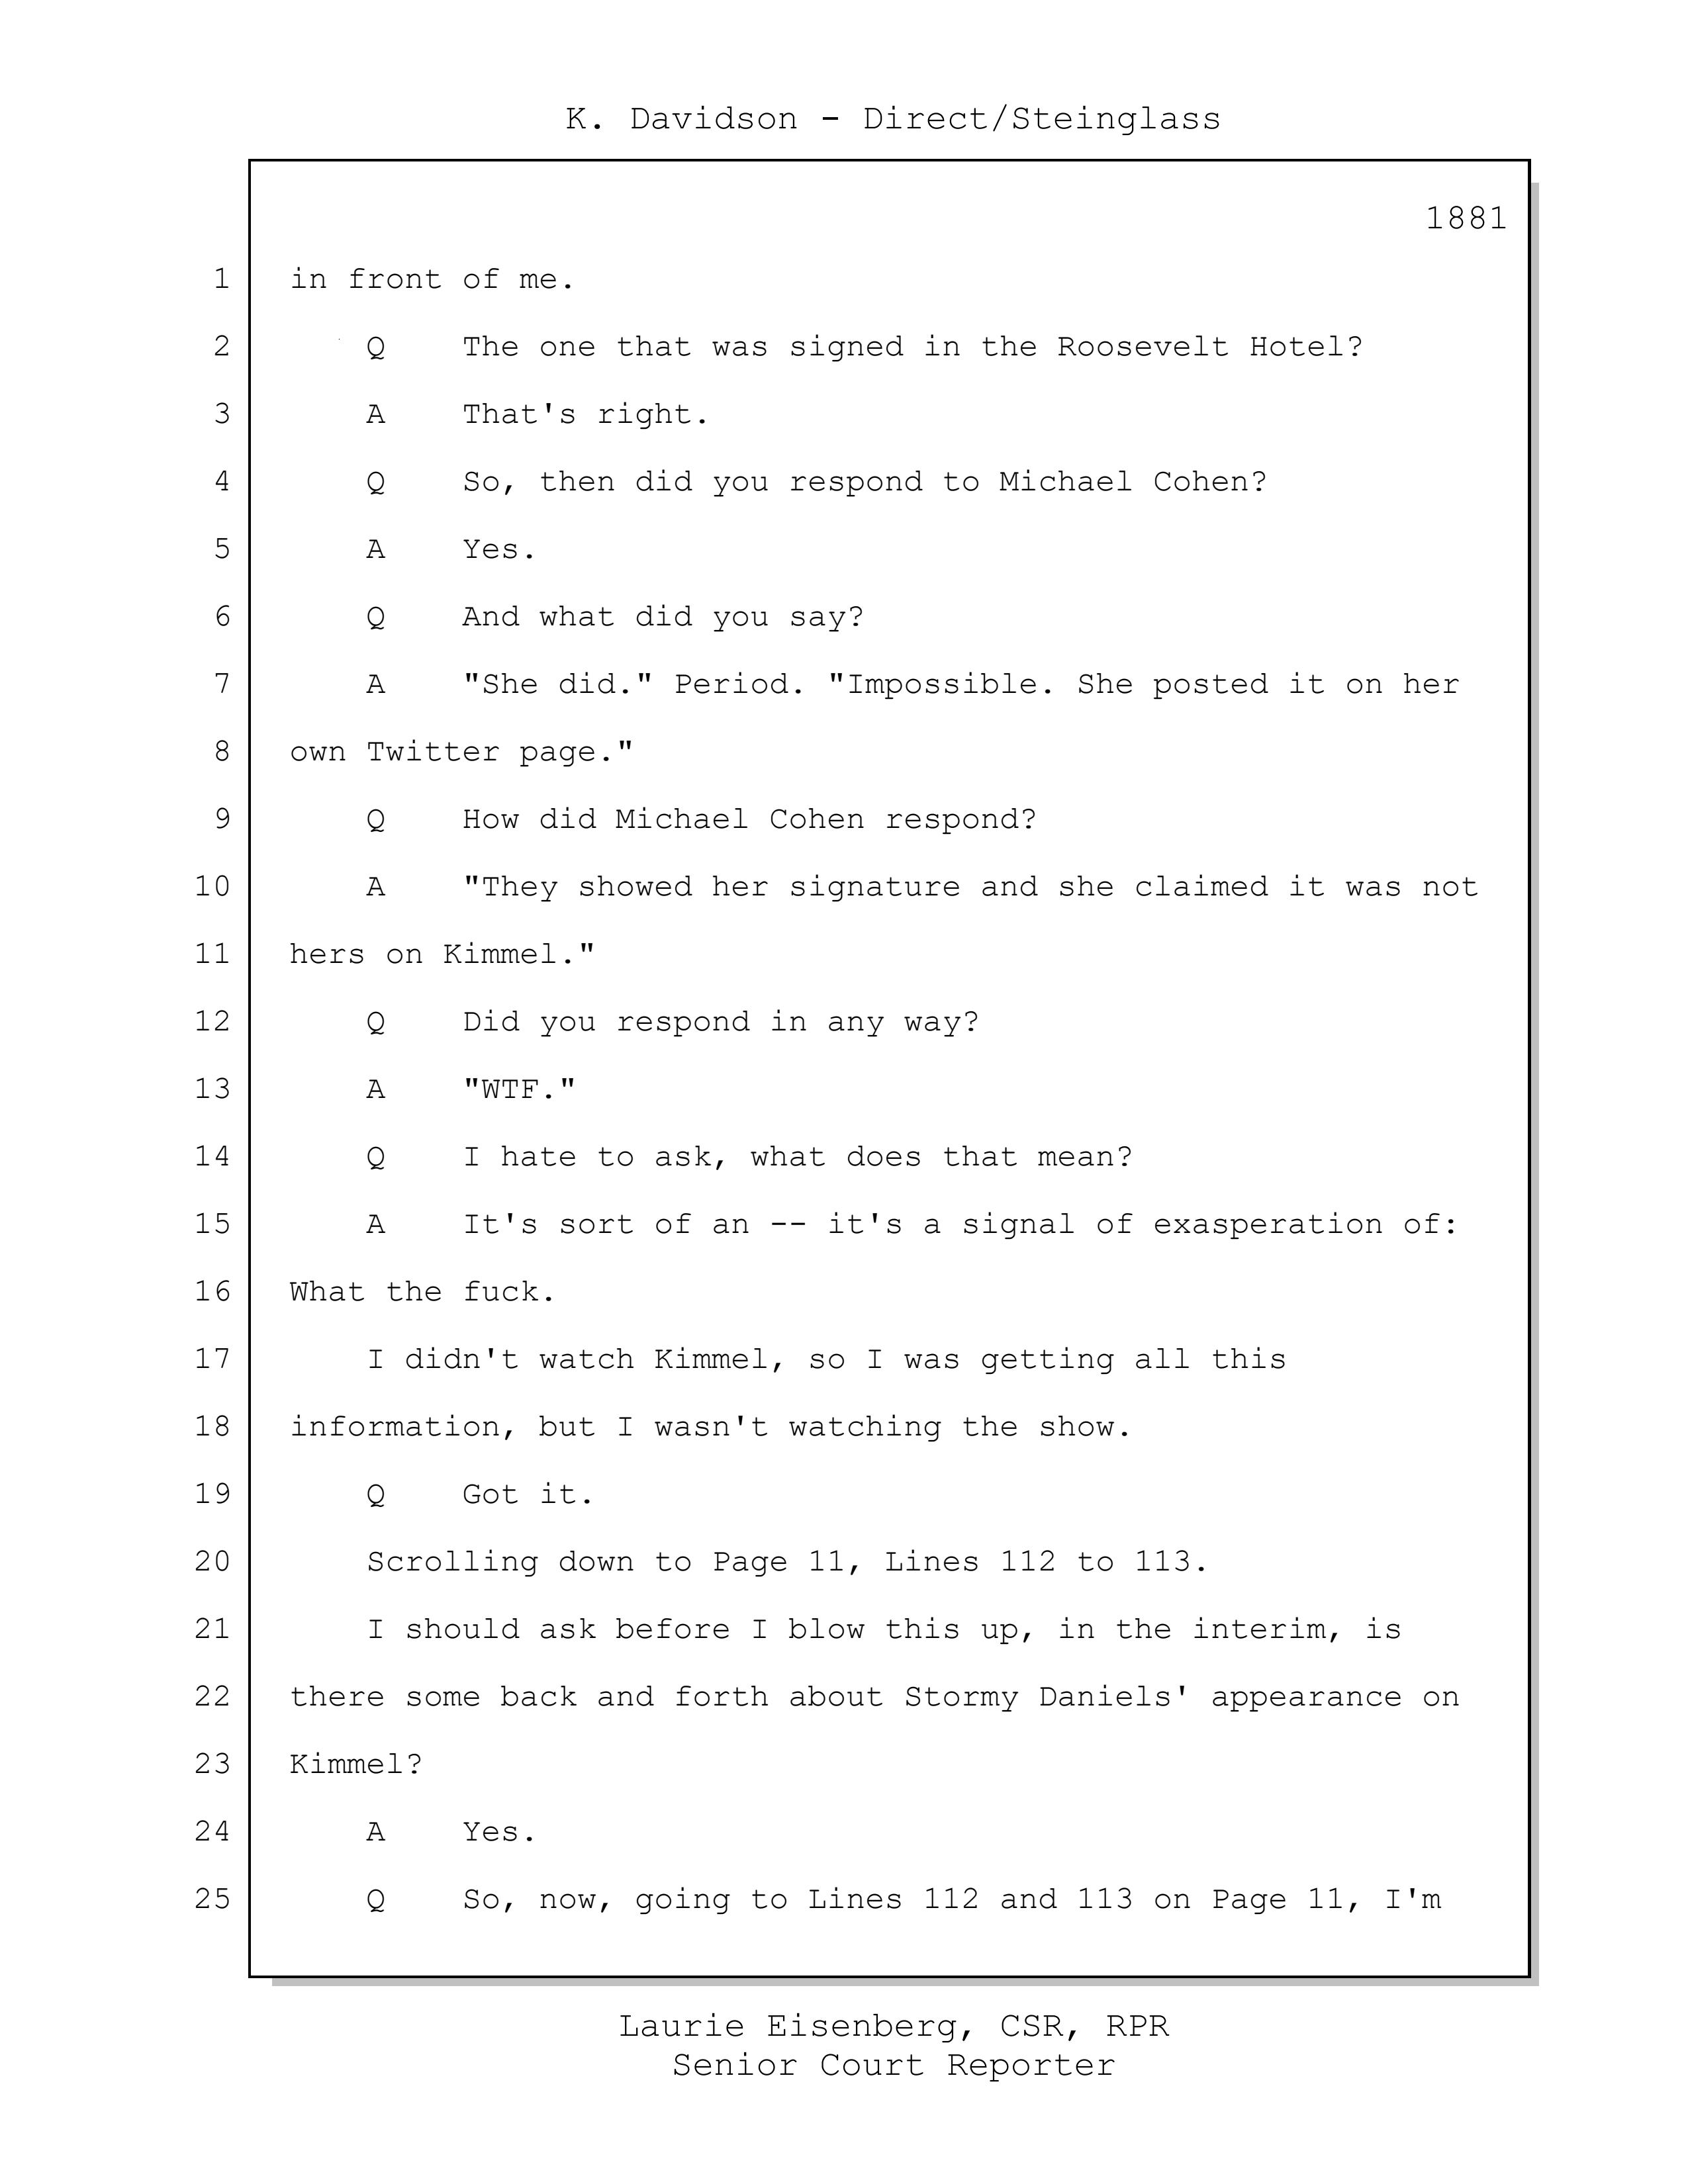 K. Davidson - Direct/Steinglass
1881
1 in front of me.
2 Q The one that was signed in the Roosevelt Hotel?
3 A That's right.
4 Q So, then did you respond to Michael Cohen?
5 A Yes.
6 Q And what did you say?
7 A "She did." Period. "Impossible. She posted it on her
8 own Twitter page."
9 Q How did Michael Cohen respond?
10 A "They showed her signature and she claimed it was not
11 hers on Kimmel."
12 Q Did you respond in any way?
13 A "WTF."
14 Q I hate to ask, what does that mean?
15 A It's sort of an -- it's a signal of exasperation of:
16 What the fuck.
17 I didn't watch Kimmel, so I was getting all this
18 information, but I wasn't watching the show.
19 Q Got it.
20 Scrolling down to Page 11, Lines 112 to 113.
21 I should ask before I blow this up, in the interim, is
22 there some back and forth about Stormy Daniels' appearance on
23 Kimmel?
24 A Yes.
25 Q So, now, going to Lines 112 and 113 on Page 11, I'm
Laurie Eisenberg, CSR, RPR
Senior Court Reporter